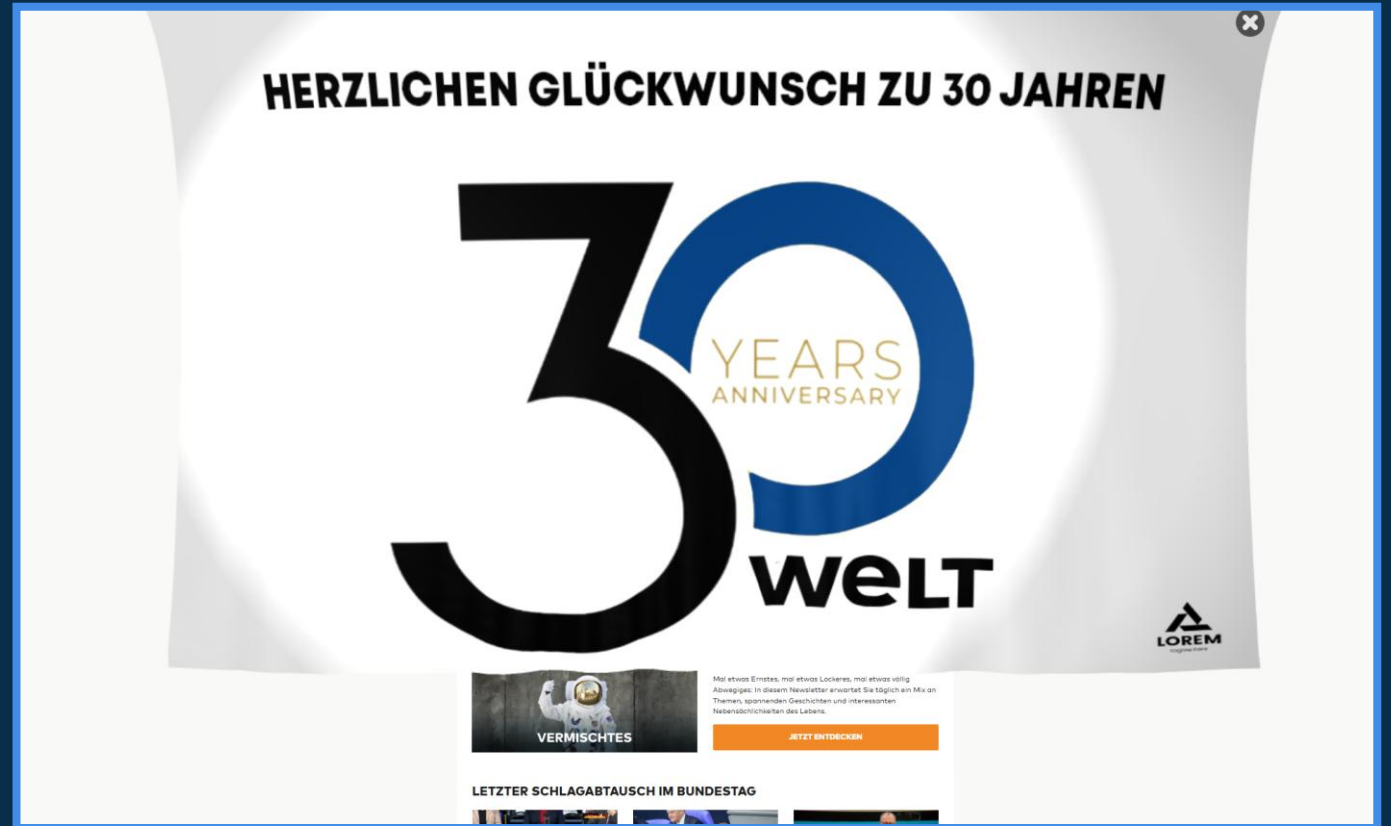 HERZLICHEN GLÜCKWUNSCH ZU 30 JAHREN
30
YEARS
ANNIVERSARY
WELT
LOREM
Mal etwas Ernstes, mal etwas Lockeres, mal etwas völlig
Abwegiges: In diesem Newsletter erwartet Sie täglich ein Mix an
Themen, spannenden Geschichten und interessanten
Nebensächlichkeiten des Lebens.
VERMISCHTES
JETZT ENTDECKEN
LETZTER SCHLAGABTAUSCH IM BUNDESTAG